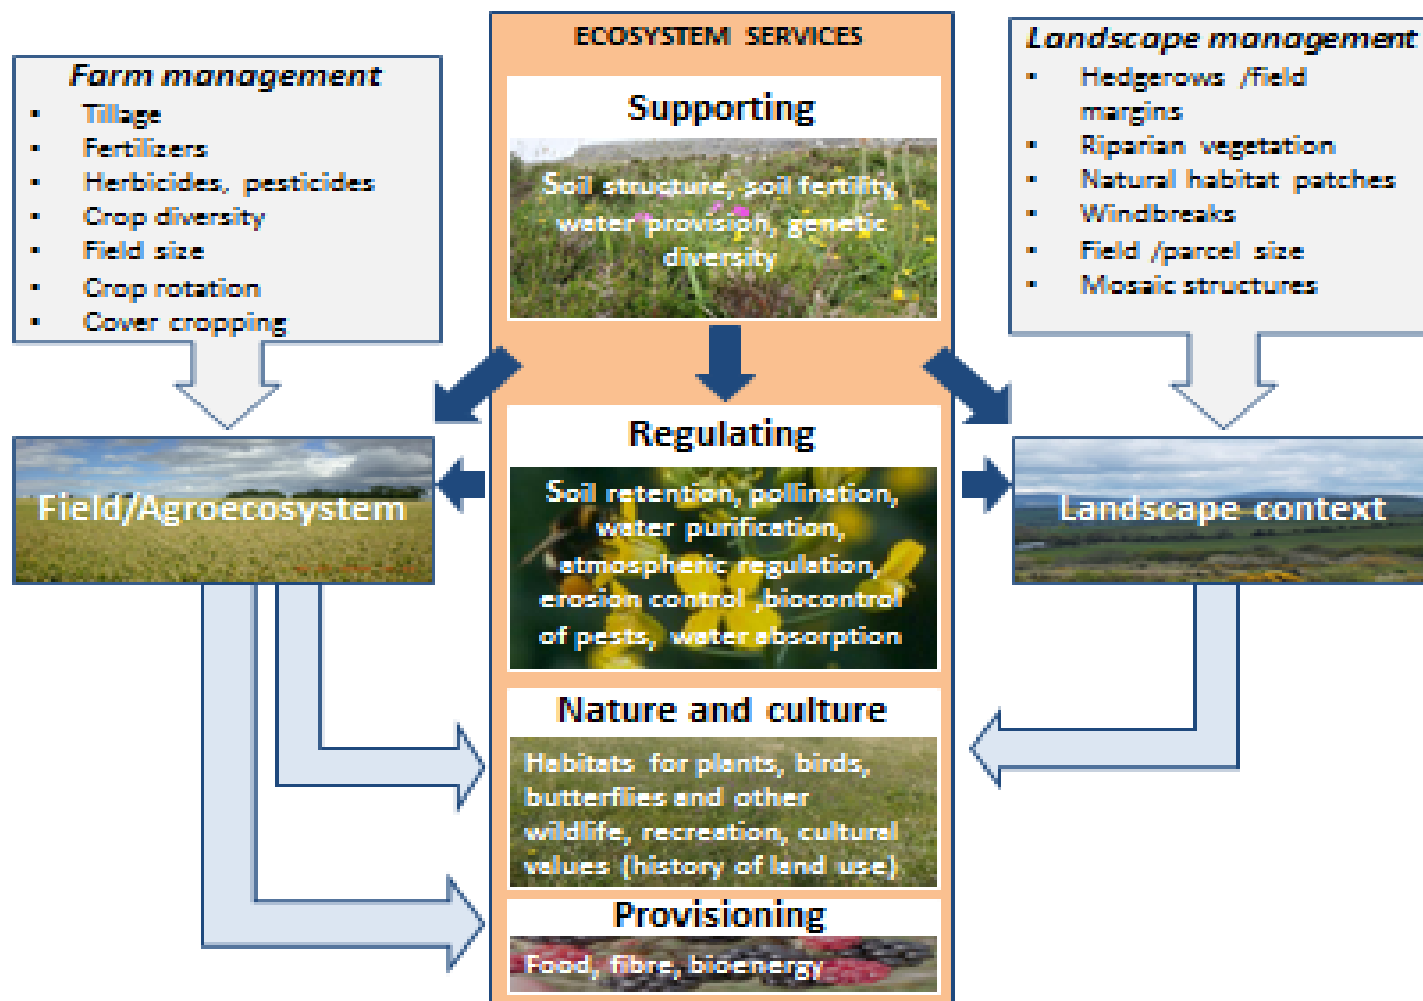 ECOSYSTEM SERVICES
Farm management
• Tillage
• Fertilizers
• Herbicides, pesticides
• Crop diversity
• Field size
• Crop rotation
• Cover cropping
Supporting
Soil structure, soil fertility,
water provision, genetic
diversity
Landscape management
• Hedgerows /field
margins
• Riparian vegetation
• Natural habitat patches
• Windbreaks
• Field /parcel size
• Mosaic structures
Field/Agroecosystem
Regulating
Soil retention, pollination,
water purification,
atmospheric regulation,
erosion control ,biocontrol
of pests, water absorption
Landscape context
Nature and culture
Habitats for plants, birds,
butterflies and other
wildlife, recreation, cultural
values (history of land use)
Provisioning
Food, fibre, bioenergy